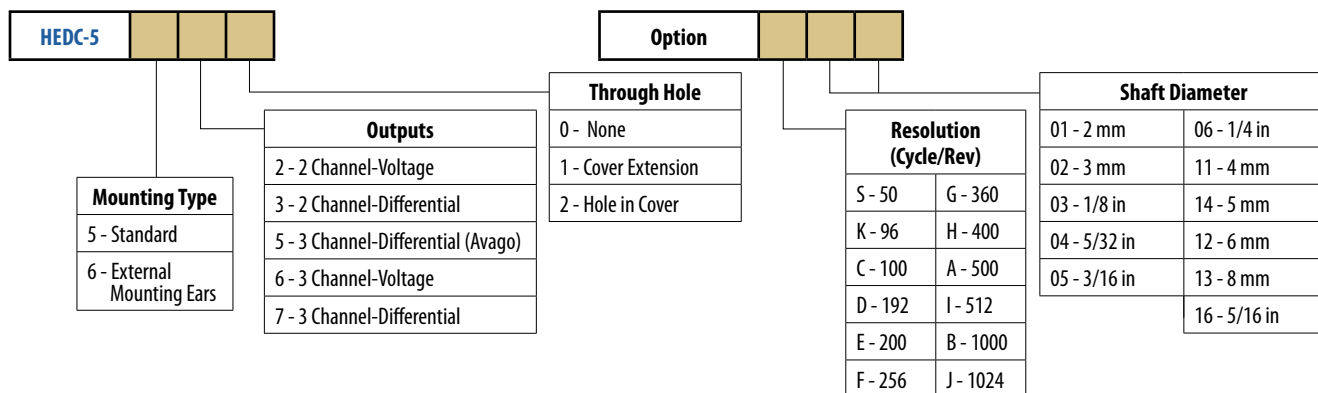 HEDC-5
Option
Mounting Type
5 - Standard
6 - External
Mounting Ears
Outputs
2 - 2 Channel-Voltage
3 - 2 Channel-Differential
5 - 3 Channel-Differential (Avago)
6 - 3 Channel-Voltage
7 - 3 Channel-Differential
Through Hole
0 - None
1 - Cover Extension
2 - Hole in Cover
Resolution
(Cycle/Rev)
S - 50 G - 360
K - 96 H - 400
C - 100 A - 500
D - 192 I - 512
E - 200 B - 1000
F - 256 J - 1024
Shaft Diameter
01 - 2 mm 06 - 1/4 in
02 - 3 mm 11 - 4 mm
03 - 1/8 in 14 - 5 mm
04 - 5/32 in 12 - 6 mm
05 - 3/16 in 13 - 8 mm
16 - 5/16 in